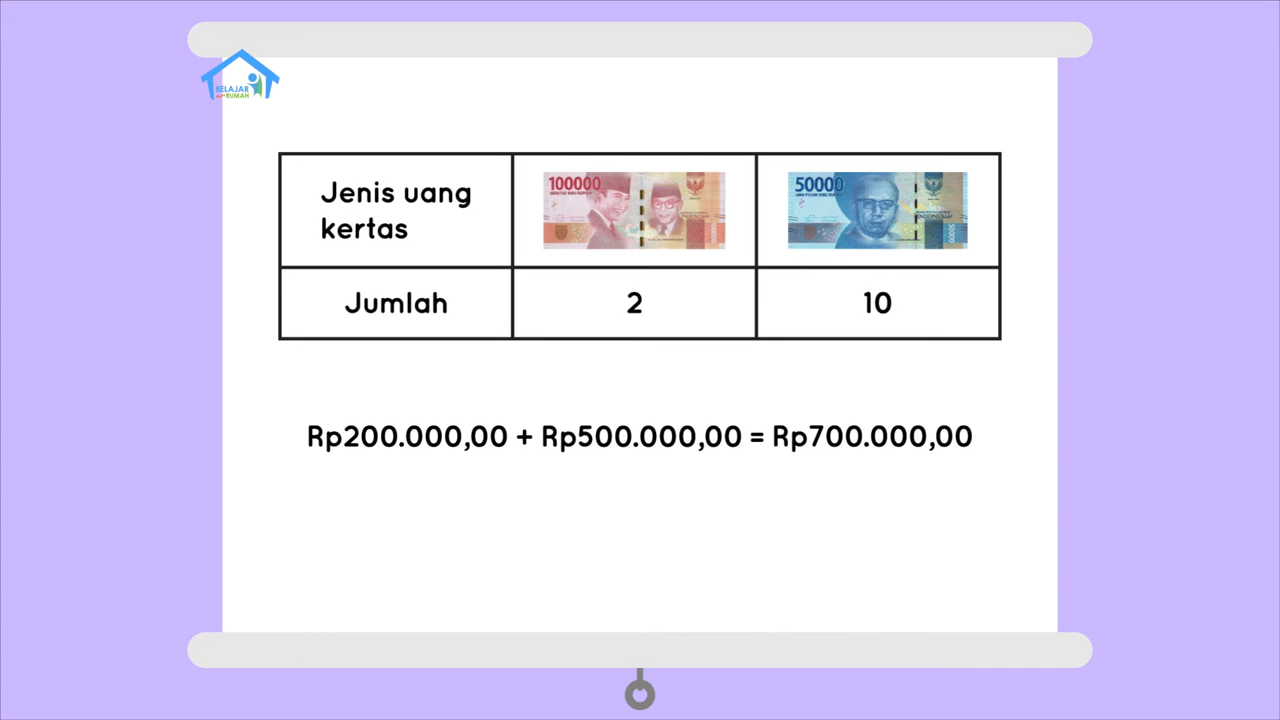 BELAJAR
dari RUMAH
Jenis uang
kertas
100000
50000
Jumlah
2
10
Rp200.000,00 + Rp500.000,00 = Rp700.000,00